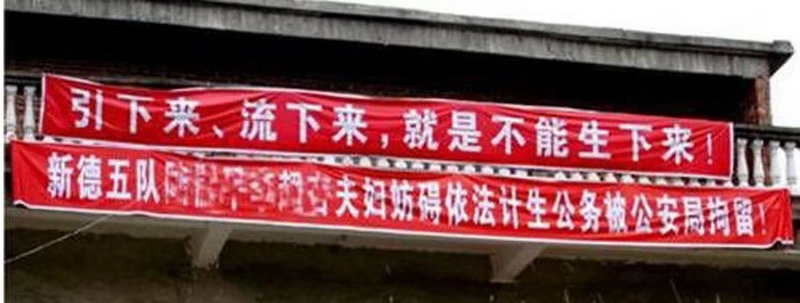 引下来、流下来,就是不能生下来!
新德五队 夫妇妨碍依法计生公务被公安局拘留!